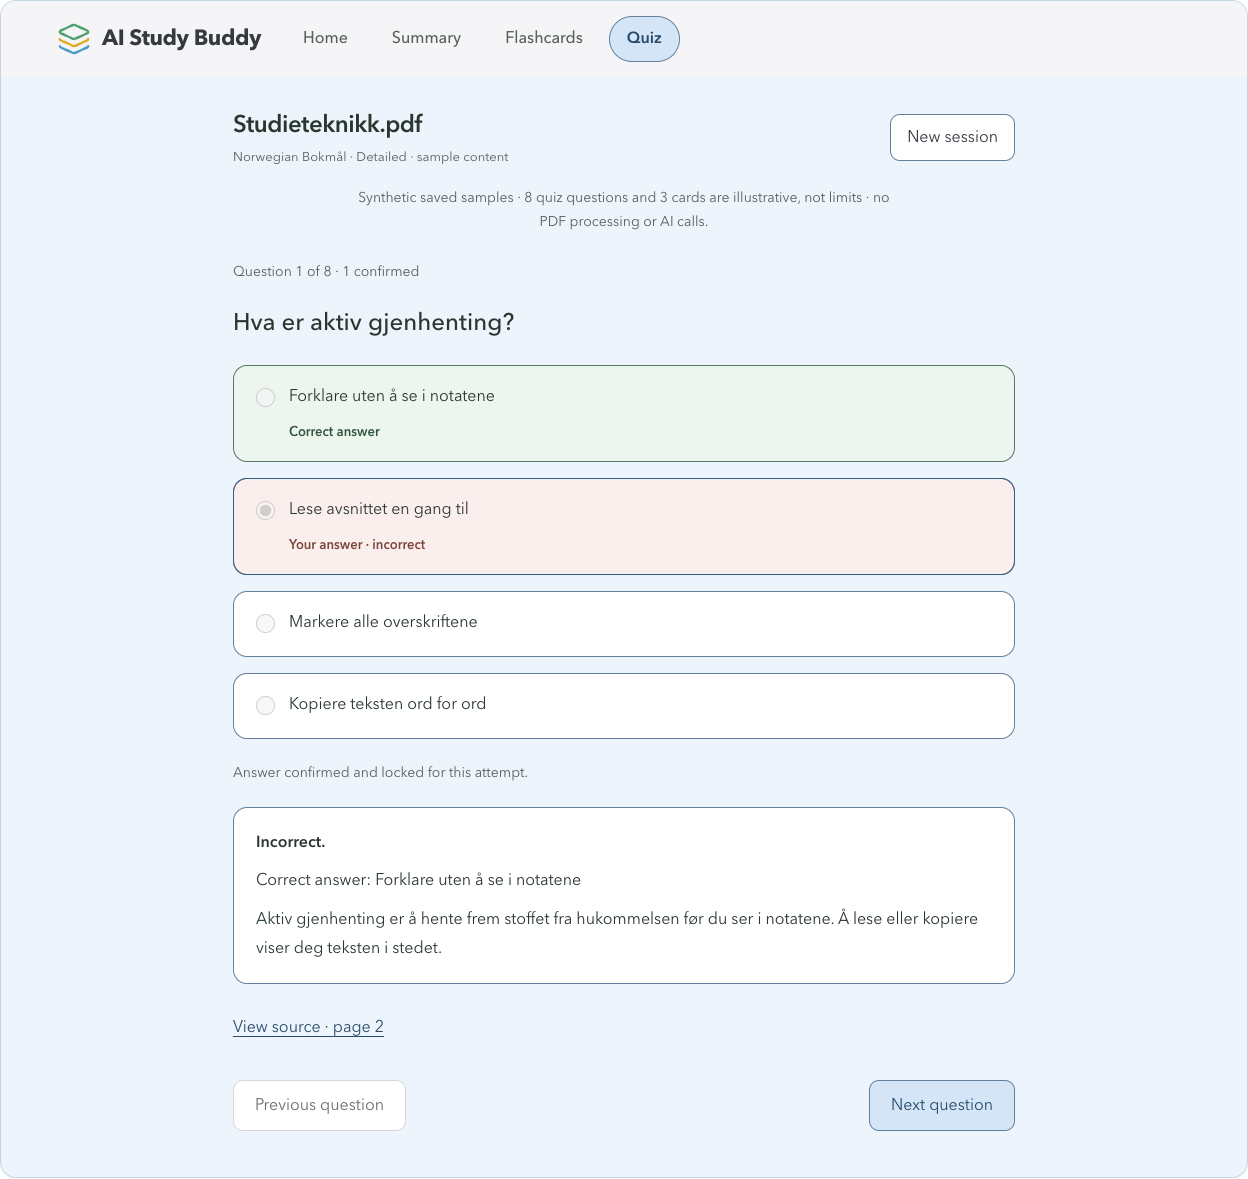 AI Study Buddy
Home
Summary
Flashcards
Quiz
Studieteknikk.pdf
New session
Norwegian Bokmål · Detailed · sample content
Synthetic saved samples · 8 quiz questions and 3 cards are illustrative, not limits · no
PDF processing or AI calls.
Question 1 of 8 · 1 confirmed
Hva er aktiv gjenhenting?
Forklare uten å se i notatene
Correct answer
Lese avsnittet en gang til
Your answer · incorrect
Markere alle overskriftene
Kopiere teksten ord for ord
Answer confirmed and locked for this attempt.
Incorrect.
Correct answer: Forklare uten å se i notatene
Aktiv gjenhenting er å hente frem stoffet fra hukommelsen før du ser i notatene. Å lese eller kopiere
viser deg teksten i stedet.
View source · page 2
Previous question
Next question